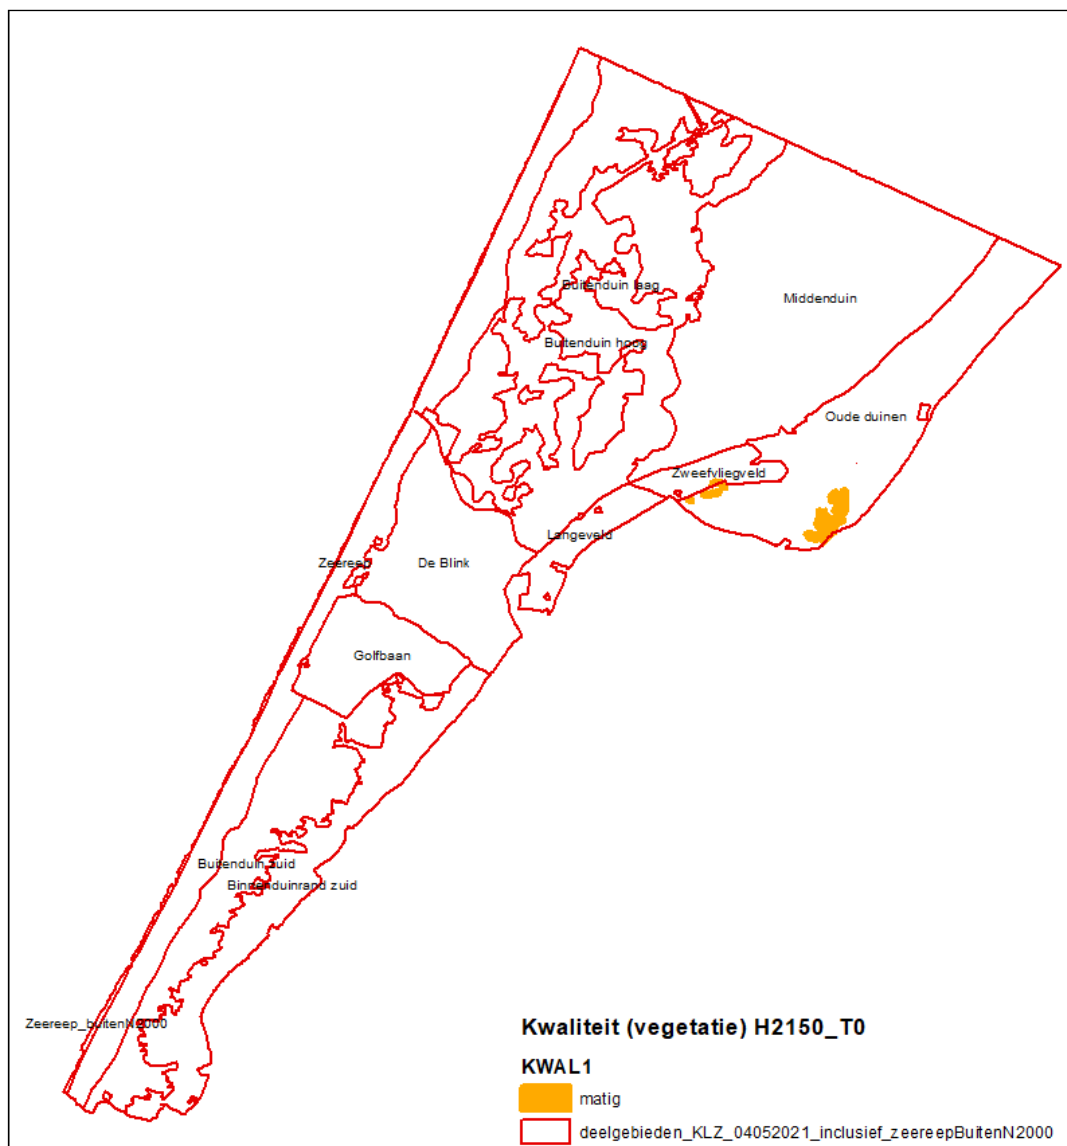 Buitenduin laag
Middenduin
Buitenduin hoog
Oude duinen
Zweefvliegveld
Langeveld
Zeereep
De Blink
Golfbaan
Buitenduin zuid
Binnenduinrand zuid
Zeereep_buitenN2000
Kwaliteit (vegetatie) H2150_T0
KWAL1
matig
deelgebieden_KLZ_04052021_inclusief_zeereepBuitenN2000